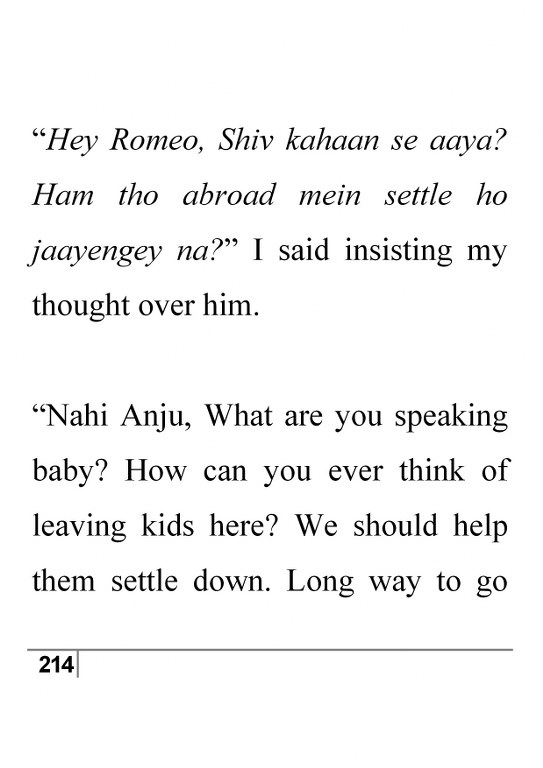 “Hey Romeo, Shiv kahaan se aaya?
Ham tho abroad mein settle ho
jaayengey na?” I said insisting my
thought over him.
“Nahi Anju, What are you speaking
baby? How can you ever think of
leaving kids here? We should help
them settle down. Long way to go
214